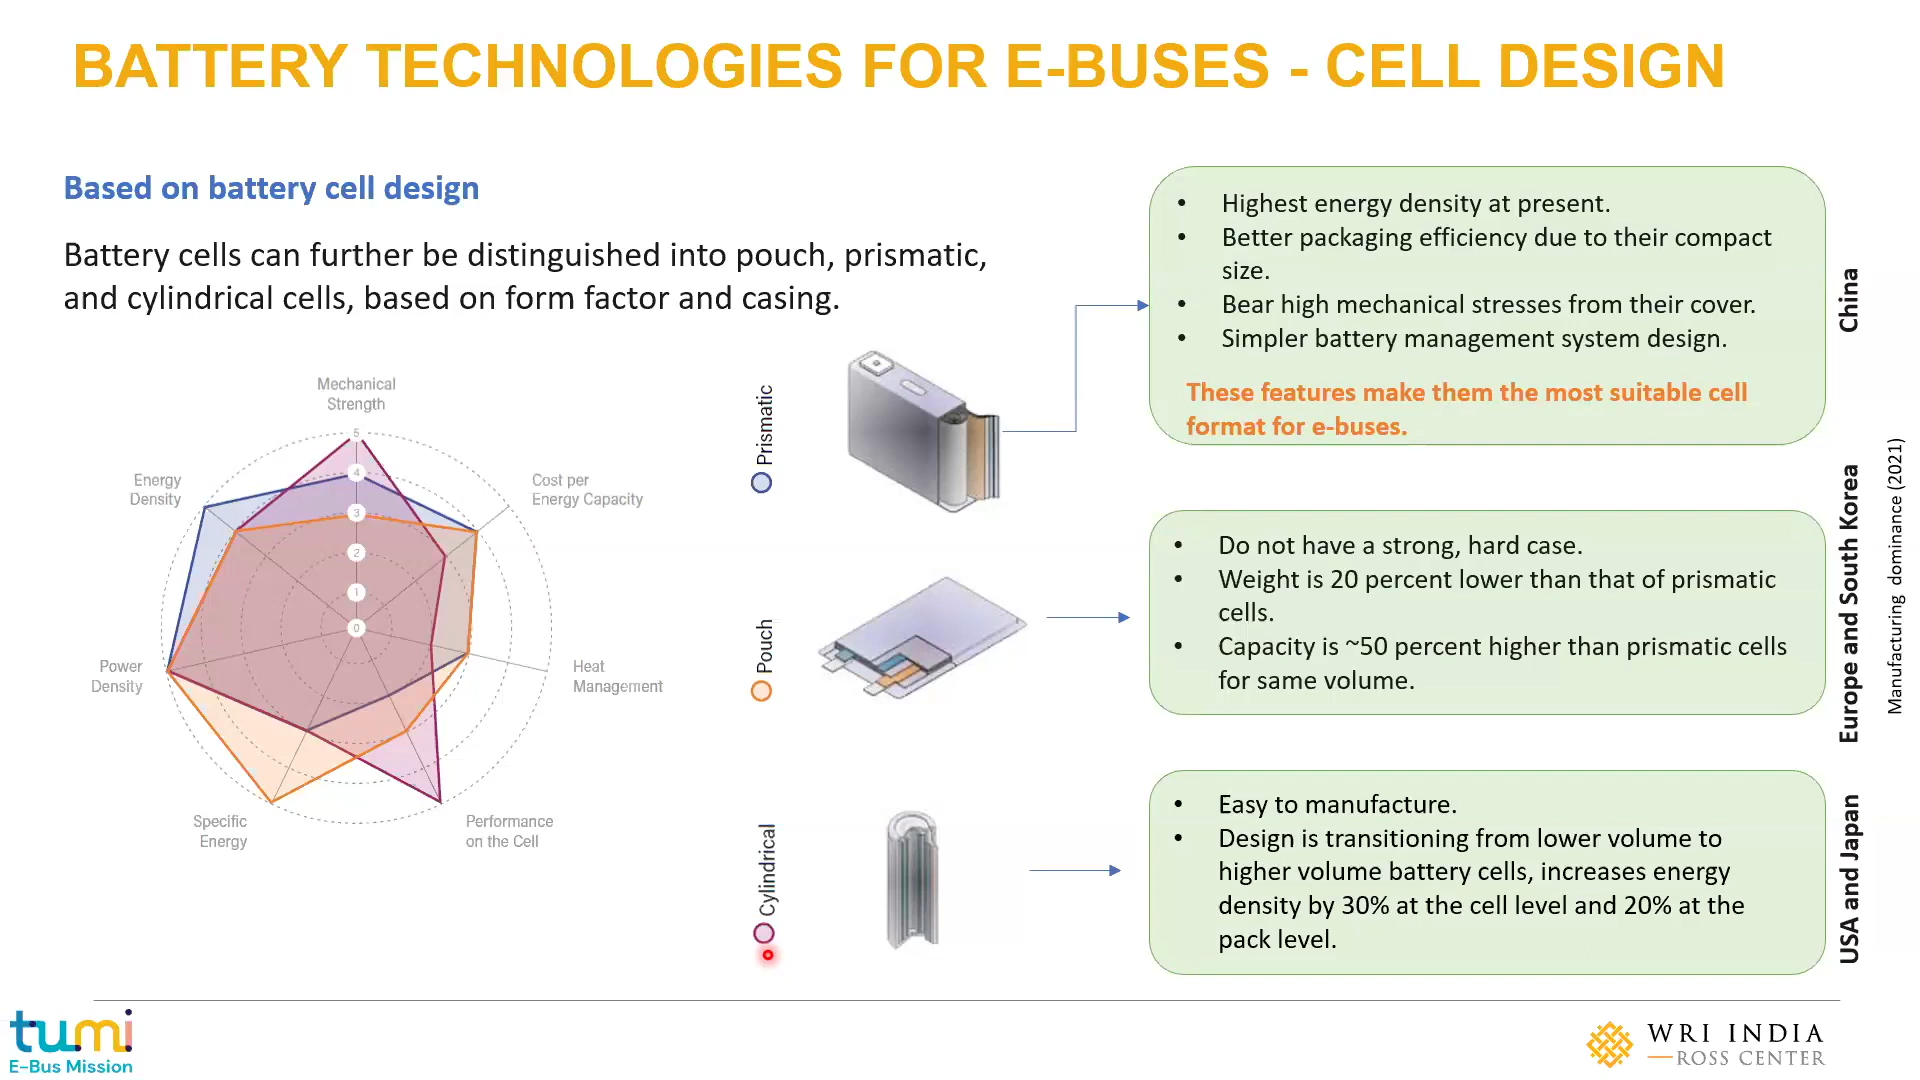 BATTERY TECHNOLOGIES FOR E-BUSES - CELL DESIGN
Based on battery cell design
Battery cells can further be distinguished into pouch, prismatic,
and cylindrical cells, based on form factor and casing.
Mechanical
Strength
Energy
Density
Cost per
Energy Capacity
Power
Density
Heat
Management
Specific
Energy
Performance
on the Cell
5
4
3
2
1
0
Prismatic
• Highest energy density at present.
• Better packaging efficiency due to their compact
size.
• Bear high mechanical stresses from their cover.
• Simpler battery management system design.
These features make them the most suitable cell
format for e-buses.
China
Pouch
• Do not have a strong, hard case.
• Weight is 20 percent lower than that of prismatic
cells.
• Capacity is ~50 percent higher than prismatic cells
for same volume.
Europe and South Korea
Cylindrical
• Easy to manufacture.
• Design is transitioning from lower volume to
higher volume battery cells, increases energy
density by 30% at the cell level and 20% at the
pack level.
USA and Japan
Manufacturing dominance (2021)
tumi
E-Bus Mission
WRI INDIA
ROSS CENTER